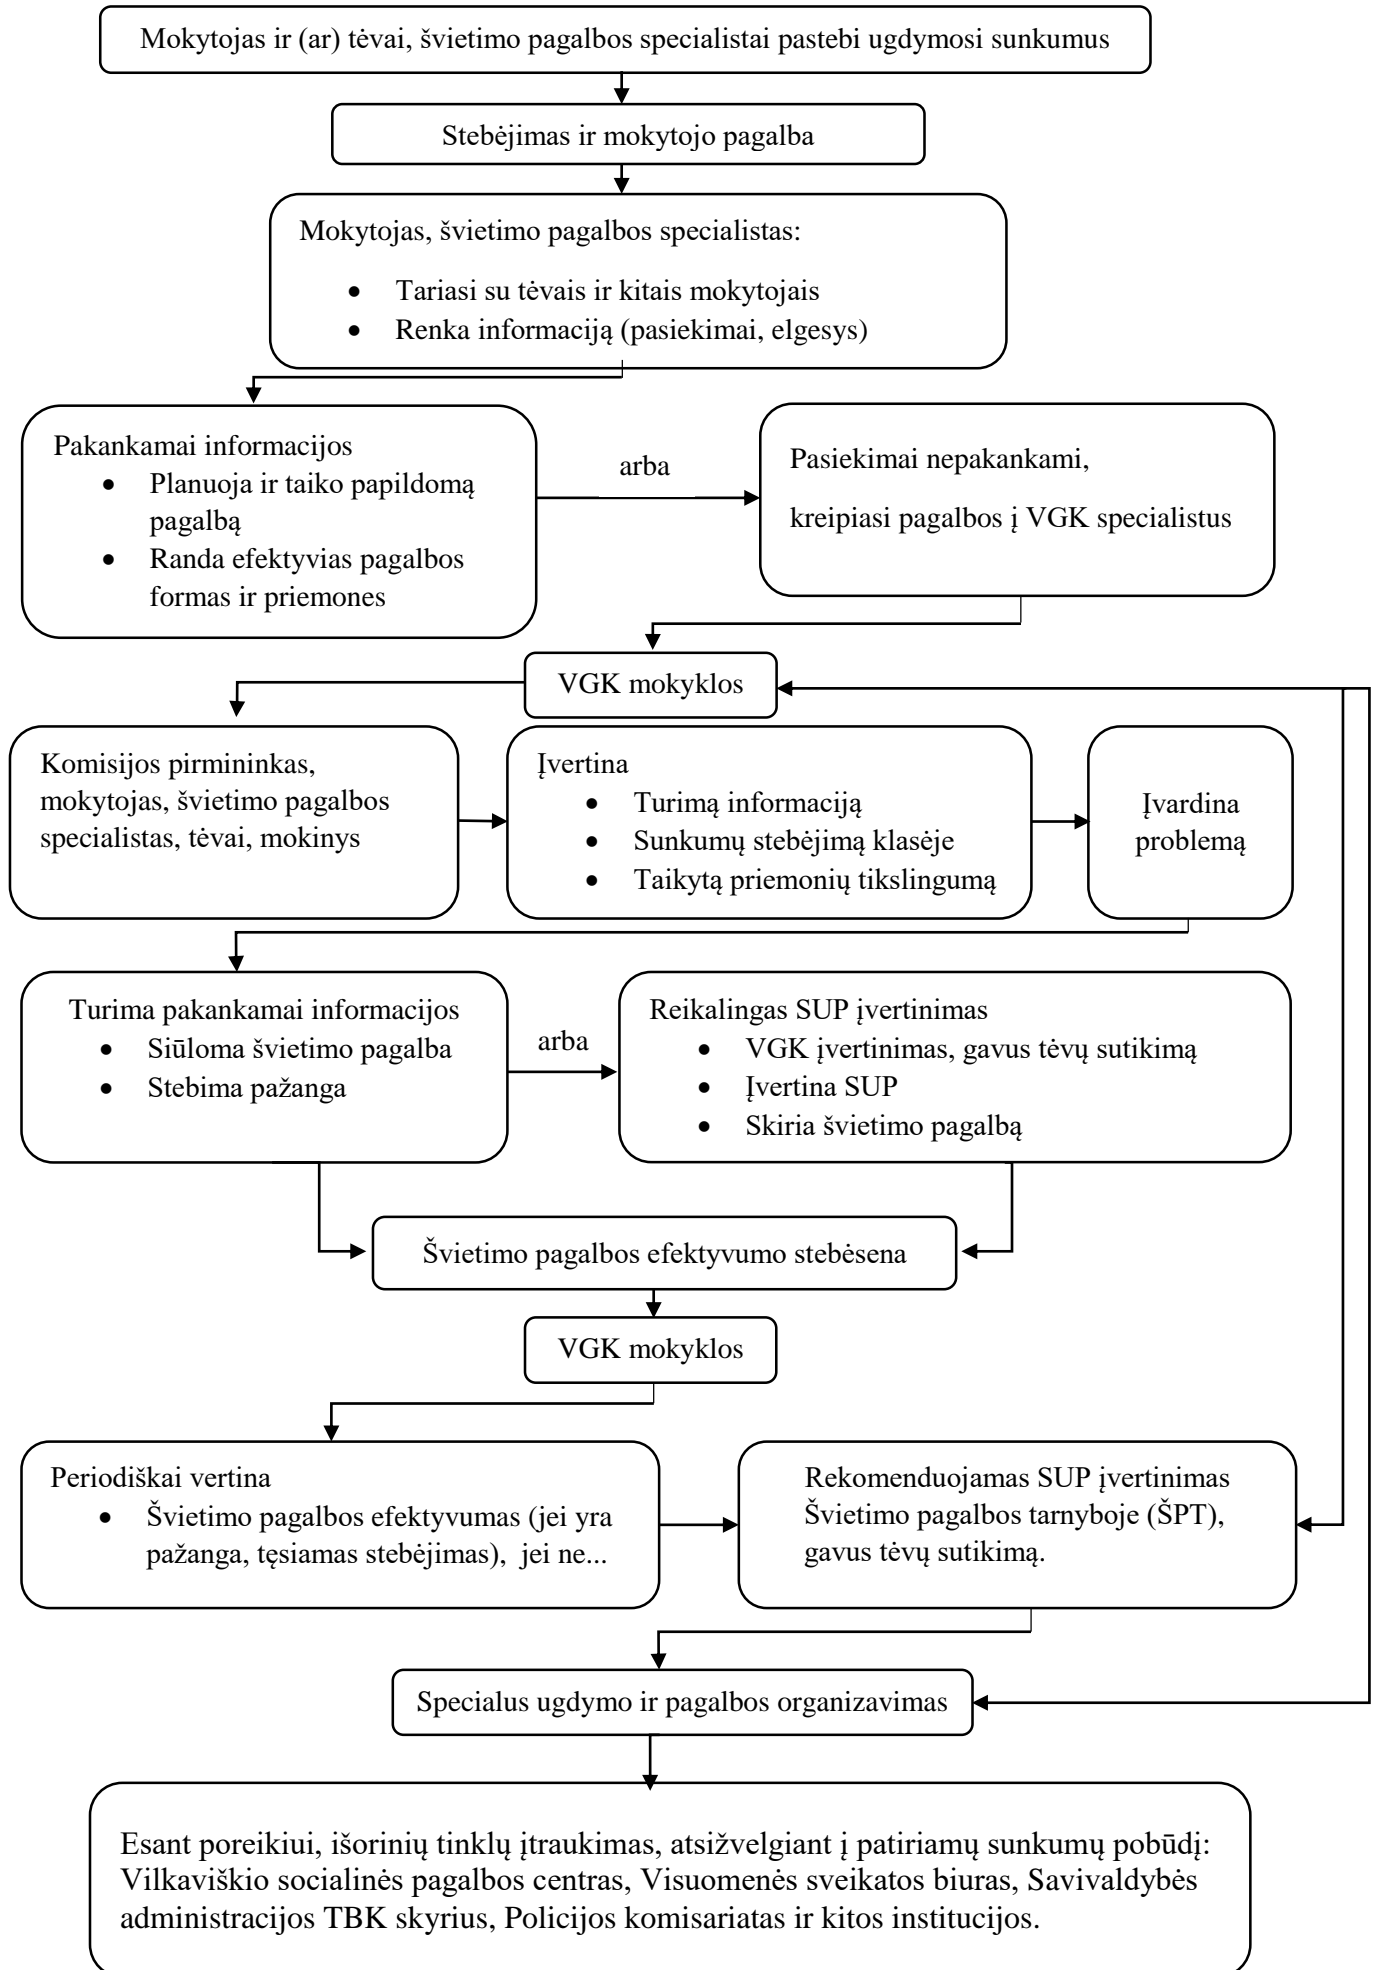 Mokytojas ir (ar) tėvai, švietimo pagalbos specialistai pastebi ugdymosi sunkumus
Stebėjimas ir mokytojo pagalba
Mokytojas, švietimo pagalbos specialistas:
• Tariasi su tėvais ir kitais mokytojais
• Renka informaciją (pasiekimai, elgesys)
Pakankamai informacijos
• Planuoja ir taiko papildomą
pagalbą
• Randa efektyvias pagalbos
formas ir priemones
arba
Pasiekimai nepakankami,
kreipiasi pagalbos į VGK specialistus
VGK mokyklos
Komisijos pirmininkas,
mokytojas, švietimo pagalbos
specialistas, tėvai, mokinys
Įvertina
• Turimą informaciją
• Sunkumų stebėjimą klasėje
• Taikytą priemonių tikslingumą
Įvardina
problemą
Turima pakankamai informacijos
• Siūloma švietimo pagalba
• Stebima pažanga
arba
Reikalingas SUP įvertinimas
• VGK įvertinimas, gavus tėvų sutikimą
• Įvertina SUP
• Skiria švietimo pagalbą
Švietimo pagalbos efektyvumo stebėsena
VGK mokyklos
Periodiškai vertina
• Švietimo pagalbos efektyvumas (jei yra
pažanga, tęsiamas stebėjimas), jei ne...
Rekomenduojamas SUP įvertinimas
Švietimo pagalbos tarnyboje (ŠPT),
gavus tėvų sutikimą.
Specialus ugdymo ir pagalbos organizavimas
Esant poreikiui, išorinių tinklų įtraukimas, atsižvelgiant į patiriamų sunkumų pobūdį:
Vilkaviškio socialinės pagalbos centras, Visuomenės sveikatos biuras, Savivaldybės
administracijos TBK skyrius, Policijos komisariatas ir kitos institucijos.